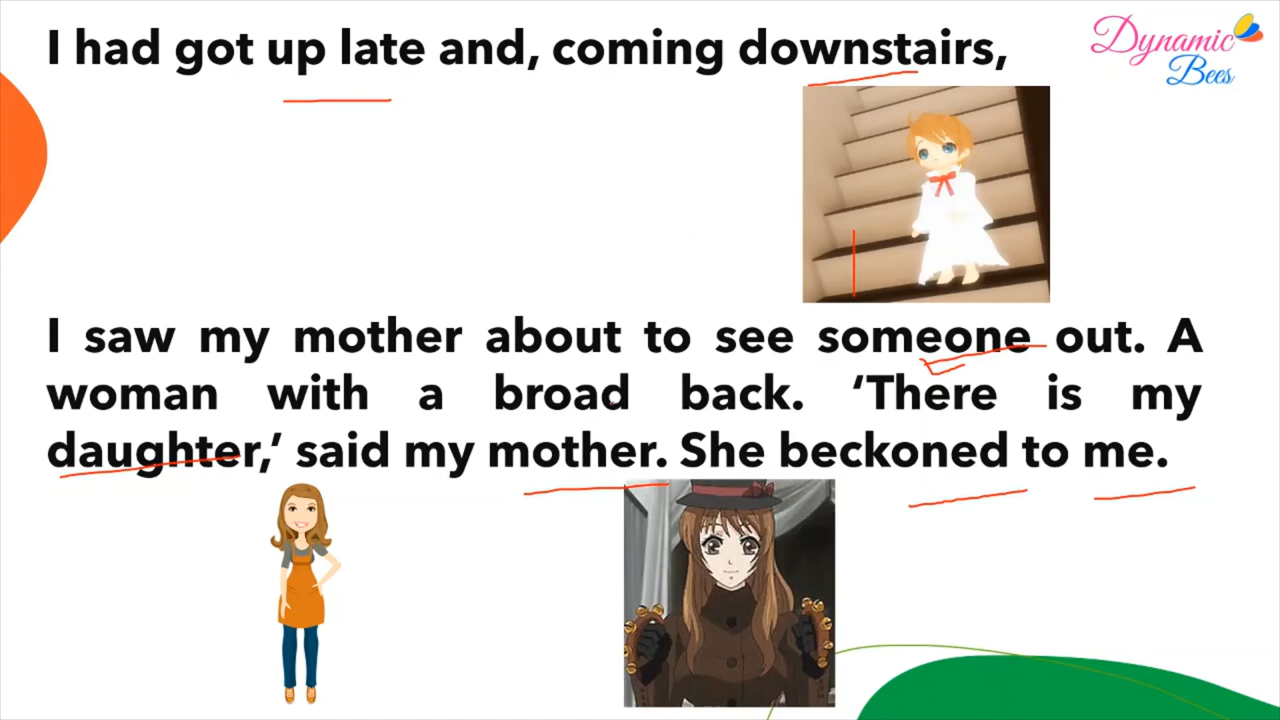 I had got up late and, coming downstairs,
Dynamic
Bees
I saw my mother about to see someone out. A
woman with a broad back. ‘There is my
daughter,’ said my mother. She beckoned to me.